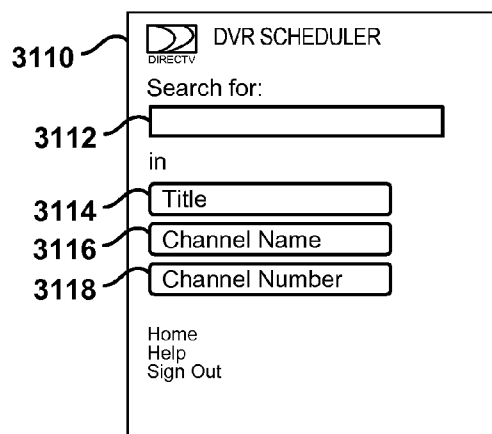 3110
DIRECTV
DVR SCHEDULER
Search for:
3112
in
3114 Title
3116 Channel Name
3118 Channel Number
Home
Help
Sign Out